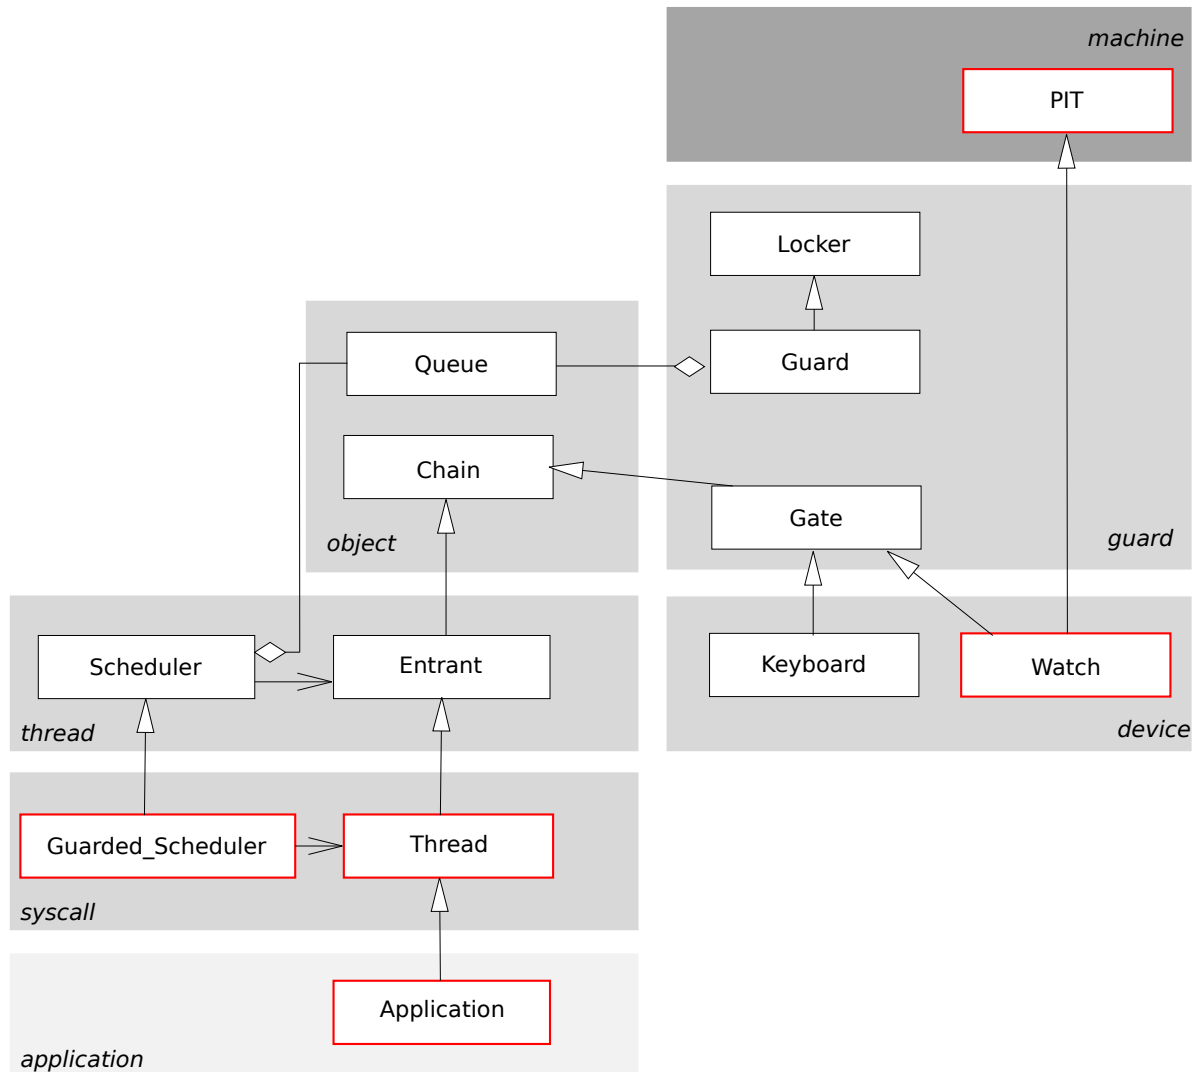 machine
PIT
Locker
Queue
Guard
Chain
Gate
object
guard
Scheduler
Entrant
Keyboard
Watch
thread
device
Guarded_Scheduler
Thread
syscall
Application
application